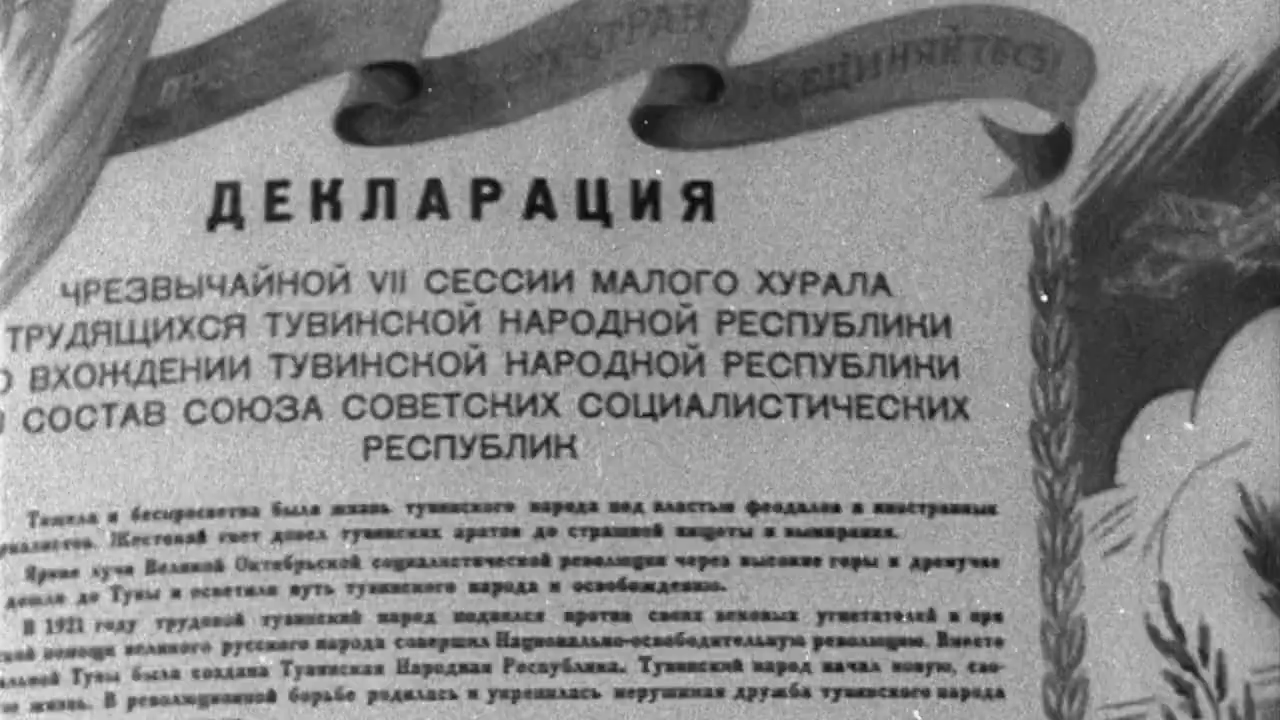 СТРАН, ОБЪЕДИНЯЙТЕСЬ!
ДЕКЛАРАЦИЯ
ЧРЕЗВЫЧАЙНОЙ VII СЕССИИ МАЛОГО ХУРАЛА
ТРУДЯЩИХСЯ ТУВИНСКОЙ НАРОДНОЙ РЕСПУБЛИКИ
О ВХОЖДЕНИИ ТУВИНСКОЙ НАРОДНОЙ РЕСПУБЛИКИ
В СОСТАВ СОЮЗА СОВЕТСКИХ СОЦИАЛИСТИЧЕСКИХ
РЕСПУБЛИК
Тяжела и беспросветна была жизнь тувинского народа под властью феодалов и иностранных
Жестокий гнет довел тувинских аратов до страшной нищеты и вымирания.
Яркие лучи Великой Октябрьской социалистической революции через высокие горы и дремучие
дошли до Тувы и осветили путь тувинского народа к освобождению.
В 1921 году трудовой тувинский народ поднялся против своих вековых угнетателей и при
помощи великого русского народа совершил Национально-освободительную революцию. Вместо
Тувы была создана Тувинская Народная Республика. Тувинский народ начал новую, сво-
жизнь. В революционной борьбе родилась и укрепилась нерушимая дружба тувинского народа